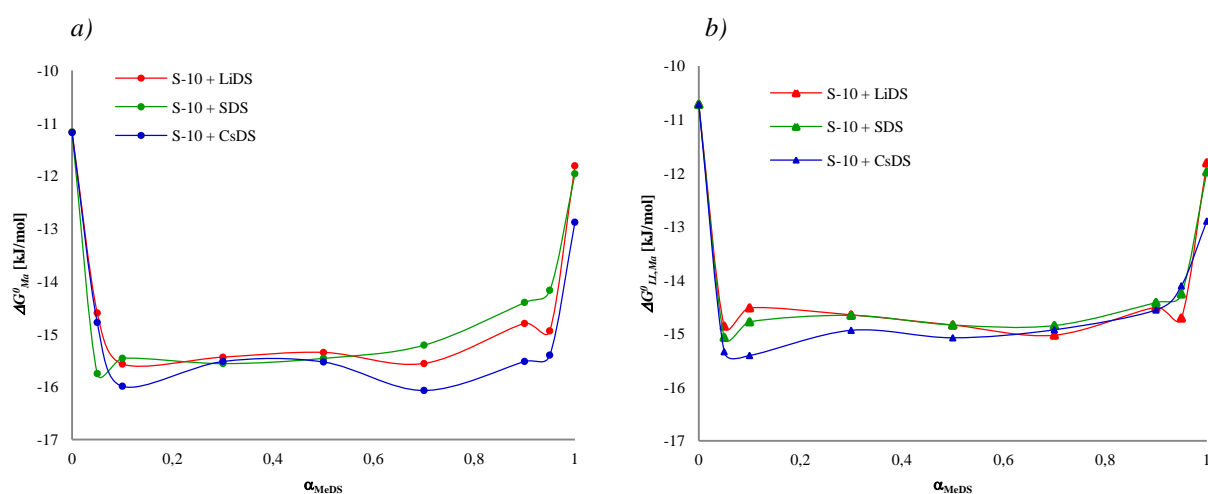 a)
S-10 + LiDS
S-10 + SDS
S-10 + CsDS
ΔG⁰Ma [kJ/mol]
-10
-11
-12
-13
-14
-15
-16
-17
0
0,2
0,4
0,6
0,8
1
αMeDS
b)
S-10 + LiDS
S-10 + SDS
S-10 + CsDS
ΔG⁰LL,Ma [kJ/mol]
-10
-11
-12
-13
-14
-15
-16
-17
0
0,2
0,4
0,6
0,8
1
αMeDS